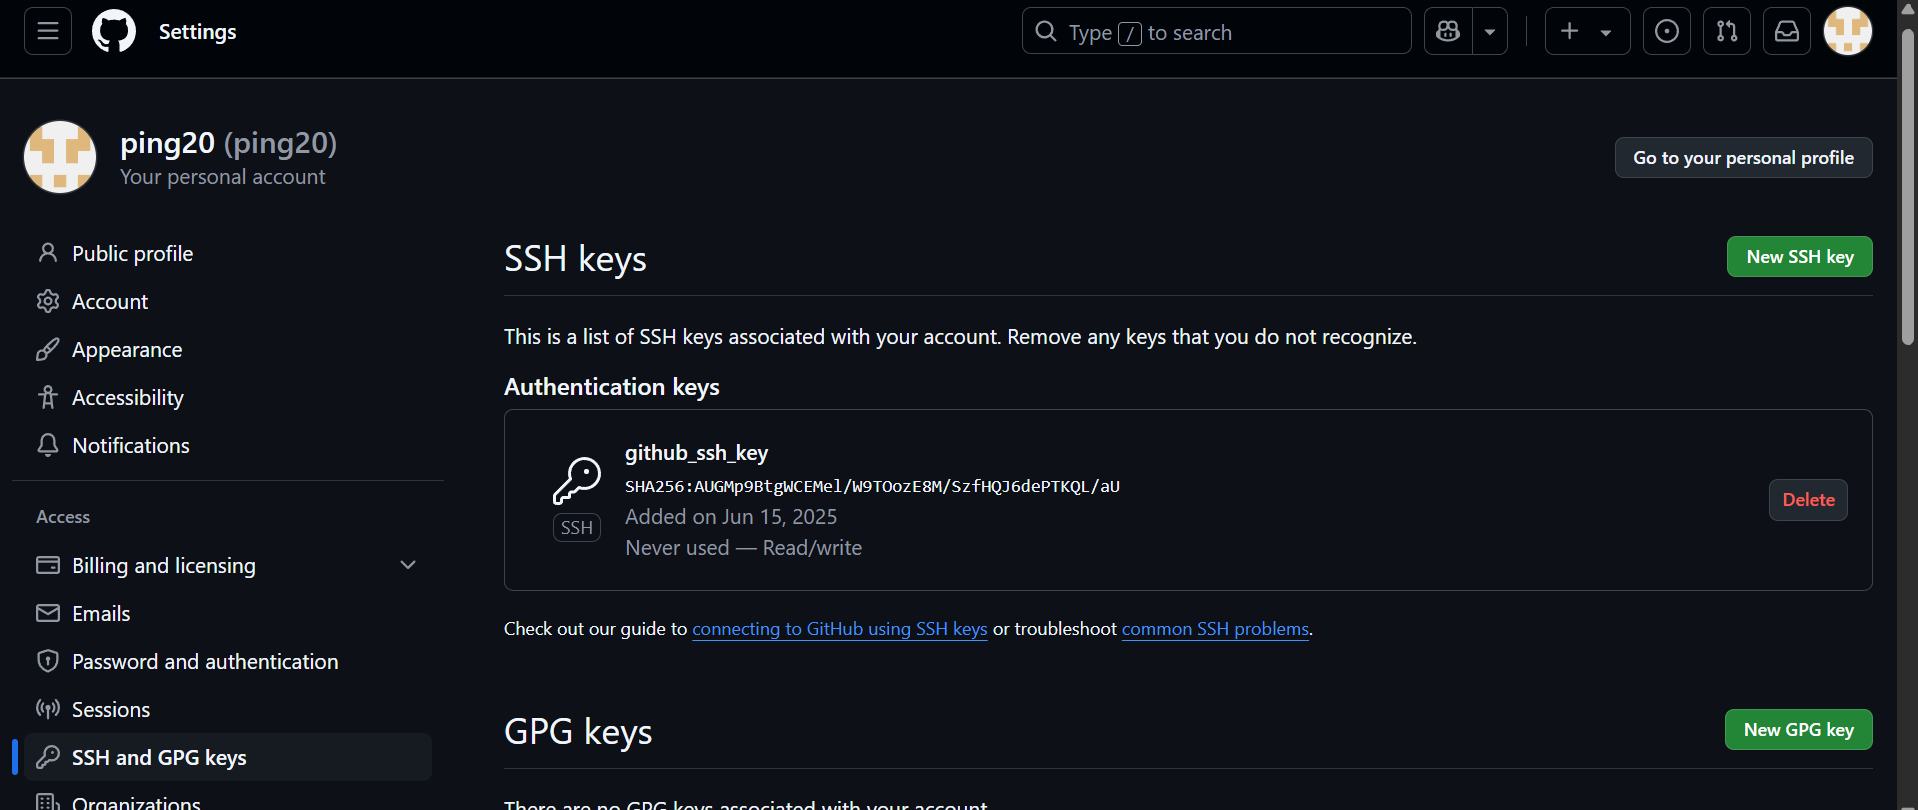 Settings
Type / to search
ping20 (ping20)
Your personal account
Go to your personal profile
Public profile
Account
Appearance
Accessibility
Notifications
Access
Billing and licensing
Emails
Password and authentication
Sessions
SSH and GPG keys
Organizations
SSH keys
New SSH key
This is a list of SSH keys associated with your account. Remove any keys that you do not recognize.
Authentication keys
github_ssh_key
SHA256:AUGMp9BtgWCEMel/W9TOozE8M/SzfHQJ6dePTKQL/aU
SSH
Added on Jun 15, 2025
Never used — Read/write
Delete
Check out our guide to connecting to GitHub using SSH keys or troubleshoot common SSH problems.
GPG keys
New GPG key
There are no GPG keys associated with your account.